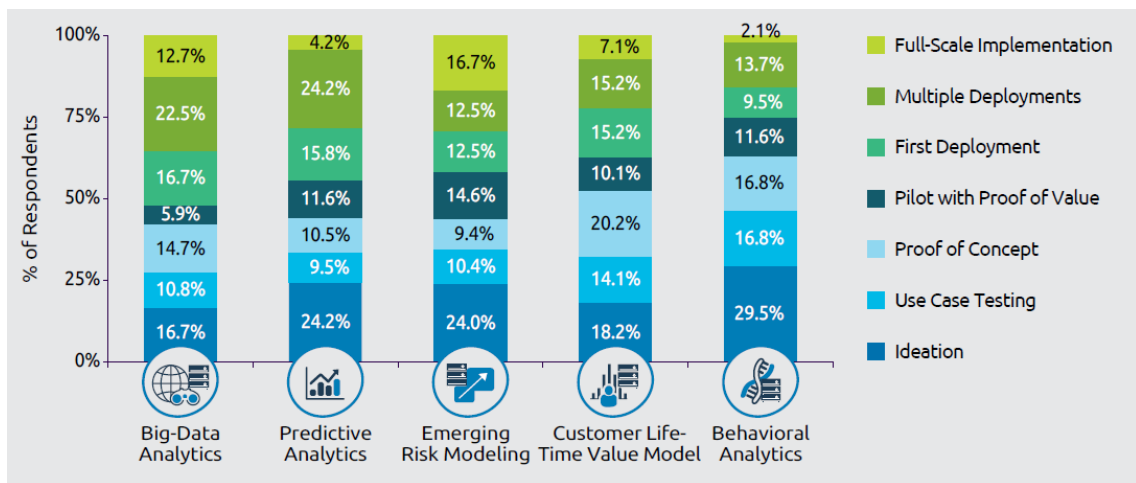 % of Respondents
100%
75%
50%
25%
0%
12.7%
22.5%
16.7%
5.9%
14.7%
10.8%
16.7%
4.2%
24.2%
15.8%
11.6%
10.5%
9.5%
24.2%
16.7%
12.5%
12.5%
14.6%
9.4%
10.4%
24.0%
7.1%
15.2%
15.2%
10.1%
20.2%
14.1%
18.2%
2.1%
13.7%
9.5%
11.6%
16.8%
16.8%
29.5%
Big-Data
Analytics
Predictive
Analytics
Emerging
Risk Modeling
Customer Life-
Time Value Model
Behavioral
Analytics
Full-Scale Implementation
Multiple Deployments
First Deployment
Pilot with Proof of Value
Proof of Concept
Use Case Testing
Ideation